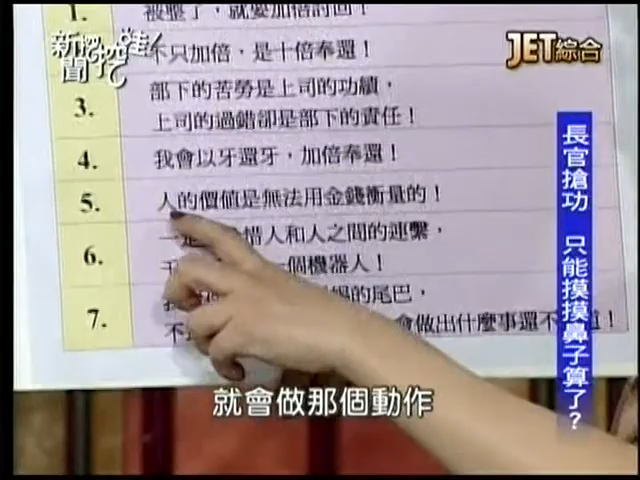 新聞挖挖哇!
JET綜合
1. 被整了,就要加倍討回!
不只加倍,是十倍奉還!
3. 部下的苦勞是上司的功績,
上司的過錯卻是部下的責任!
4. 我會以牙還牙,加倍奉還!
5. 人的價值是無法用金錢衡量的!
6. 一定 惜人和人之間的連繫,
一個機器人!
7. 的尾巴,
不 會做出什麼事還不 道!
長官搶功 只能摸摸鼻子算了?
就會做那個動作